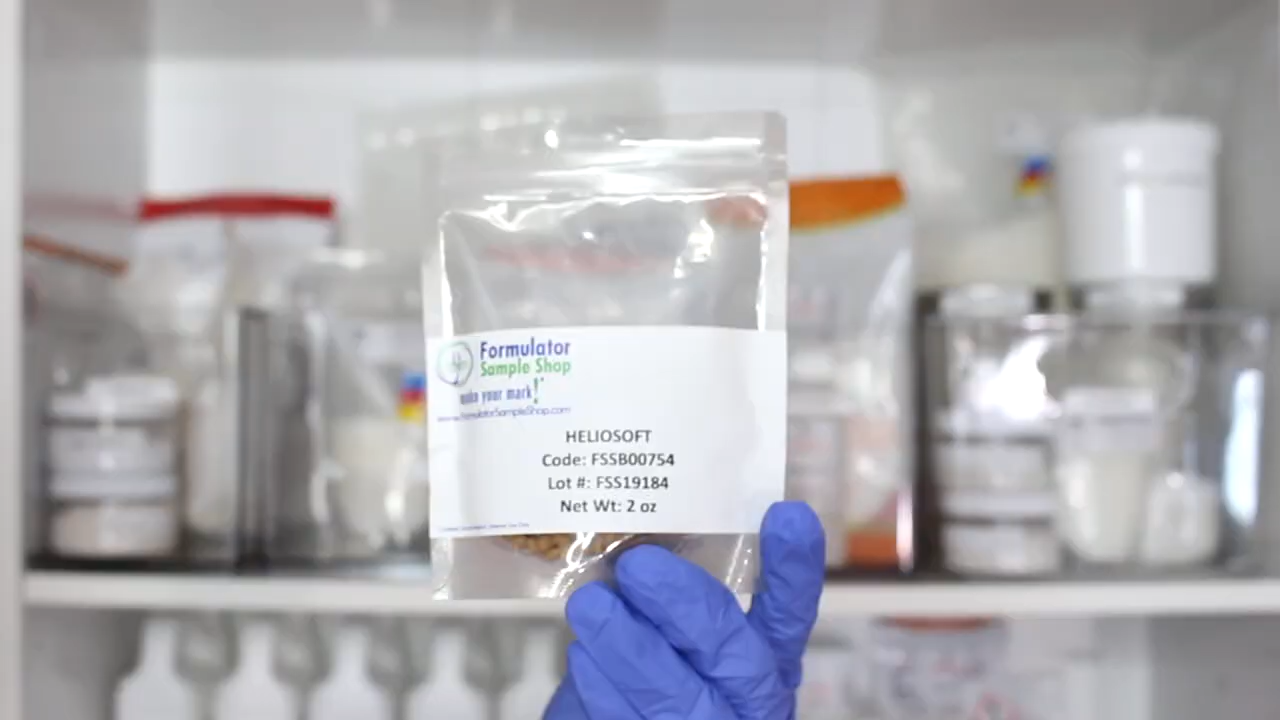 Formulator
Sample Shop
make your mark!
www.FormulatorSampleShop.com
HELIOSOFT
Code: FSSB00754
Lot #: FSS19184
Net Wt: 2 oz